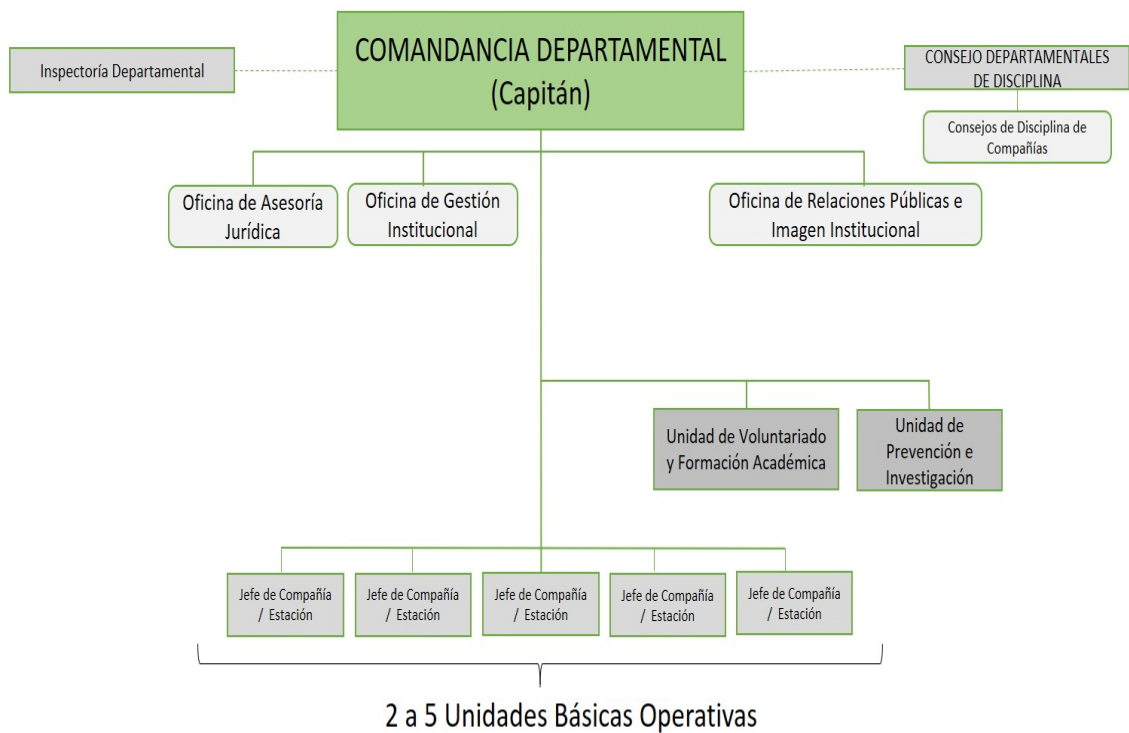 COMANDANCIA DEPARTAMENTAL
(Capitán)
Inspectoría Departamental
CONSEJO DEPARTAMENTALES
DE DISCIPLINA
Consejos de Disciplina de
Compañías
Oficina de Asesoría
Jurídica
Oficina de Gestión
Institucional
Oficina de Relaciones Públicas e
Imagen Institucional
Unidad de Voluntariado
y Formación Académica
Unidad de
Prevención e
Investigación
Jefe de Compañía
/ Estación
Jefe de Compañía
/ Estación
Jefe de Compañía
/ Estación
Jefe de Compañía
/ Estación
Jefe de Compañía
/ Estación
2 a 5 Unidades Básicas Operativas